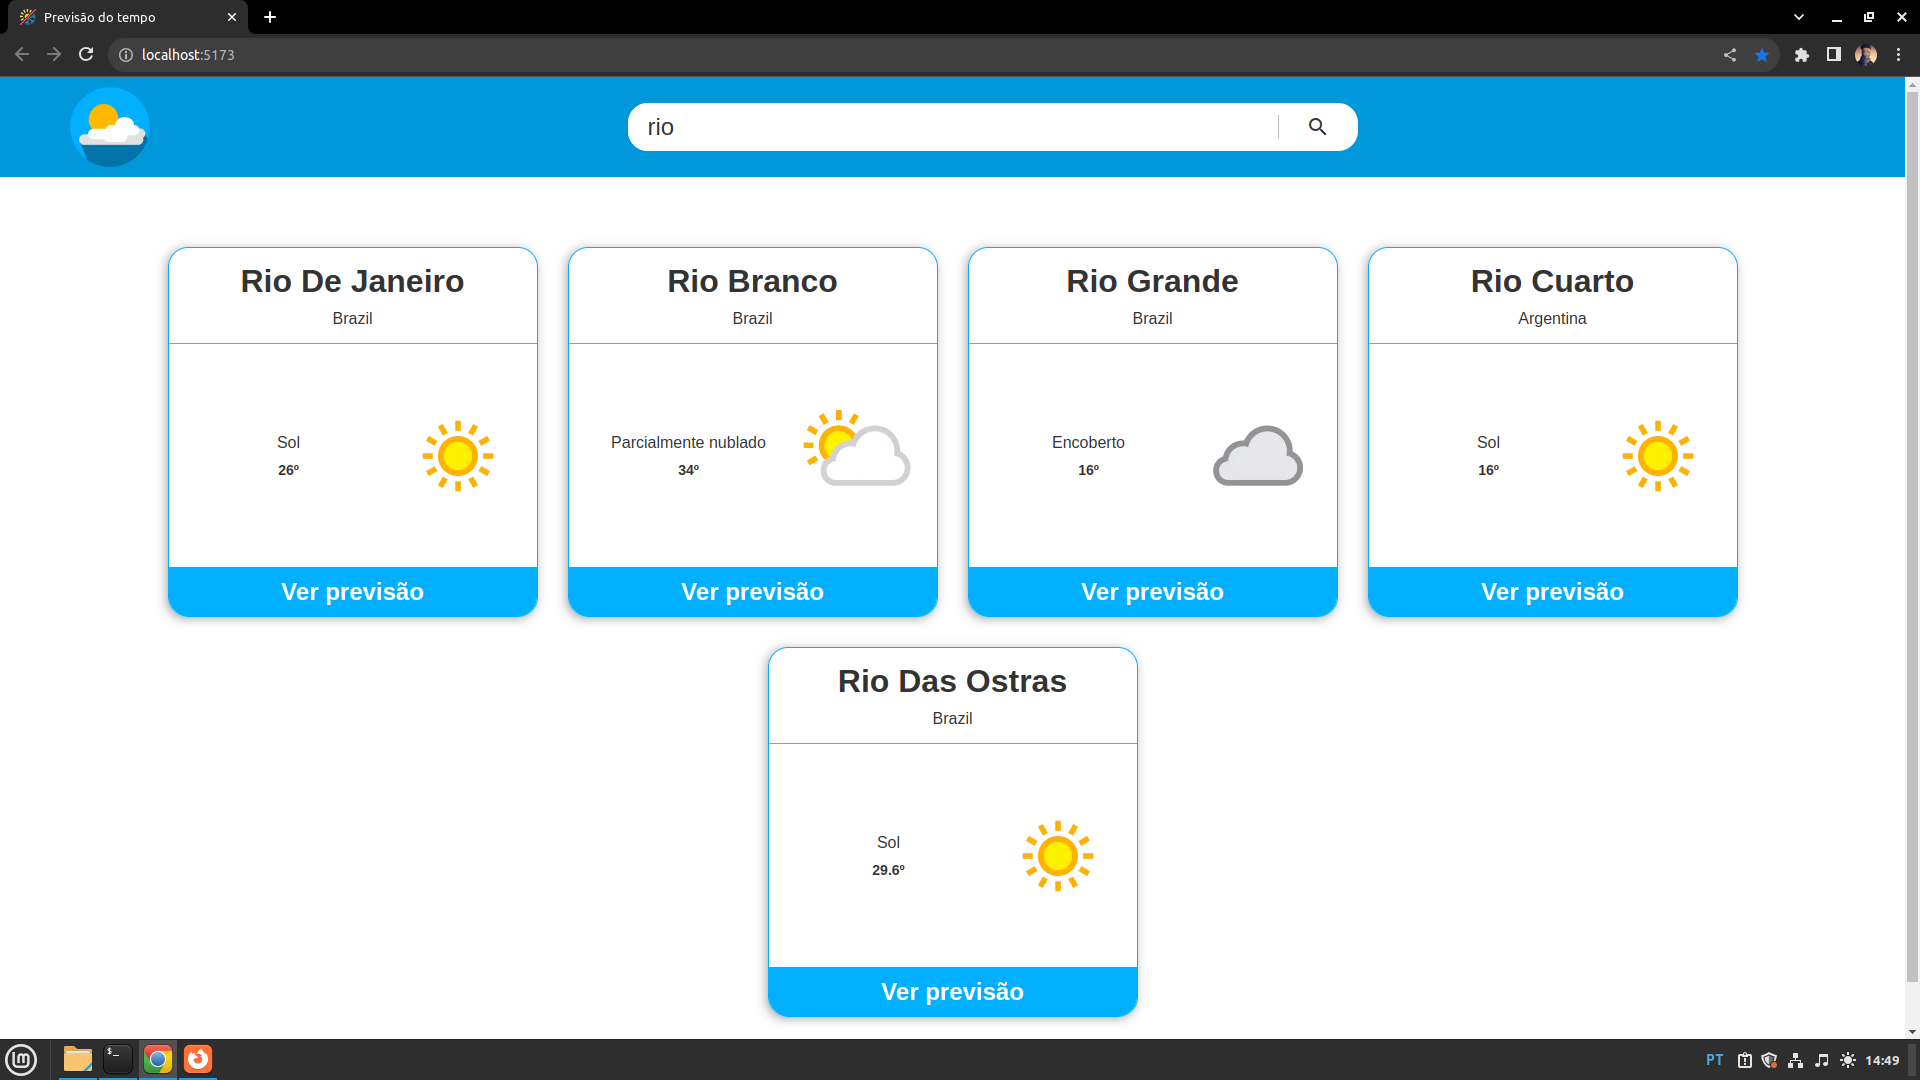 Previsão do tempo
localhost:5173
rio
Rio De Janeiro
Brazil
Sol
26º
Ver previsão
Rio Branco
Brazil
Parcialmente nublado
34º
Ver previsão
Rio Grande
Brazil
Encoberto
16º
Ver previsão
Rio Cuarto
Argentina
Sol
16º
Ver previsão
Rio Das Ostras
Brazil
Sol
29.6º
Ver previsão
$_
lm
PT
14:49